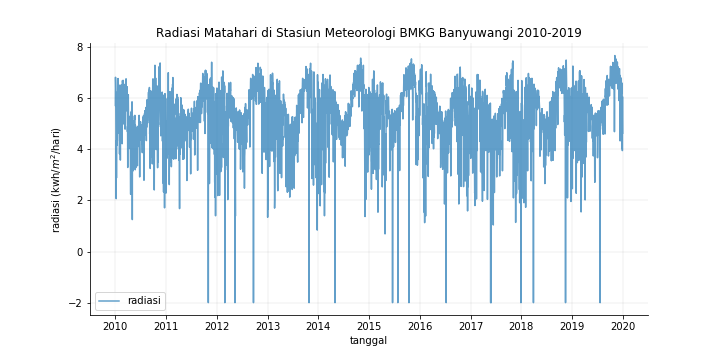 Radiasi Matahari di Stasiun Meteorologi BMKG Banyuwangi 2010-2019
8
6
4
2
0
−2
radiasi (kwh/m²/hari)
radiasi
2010 2011 2012 2013 2014 2015 2016 2017 2018 2019 2020
tanggal